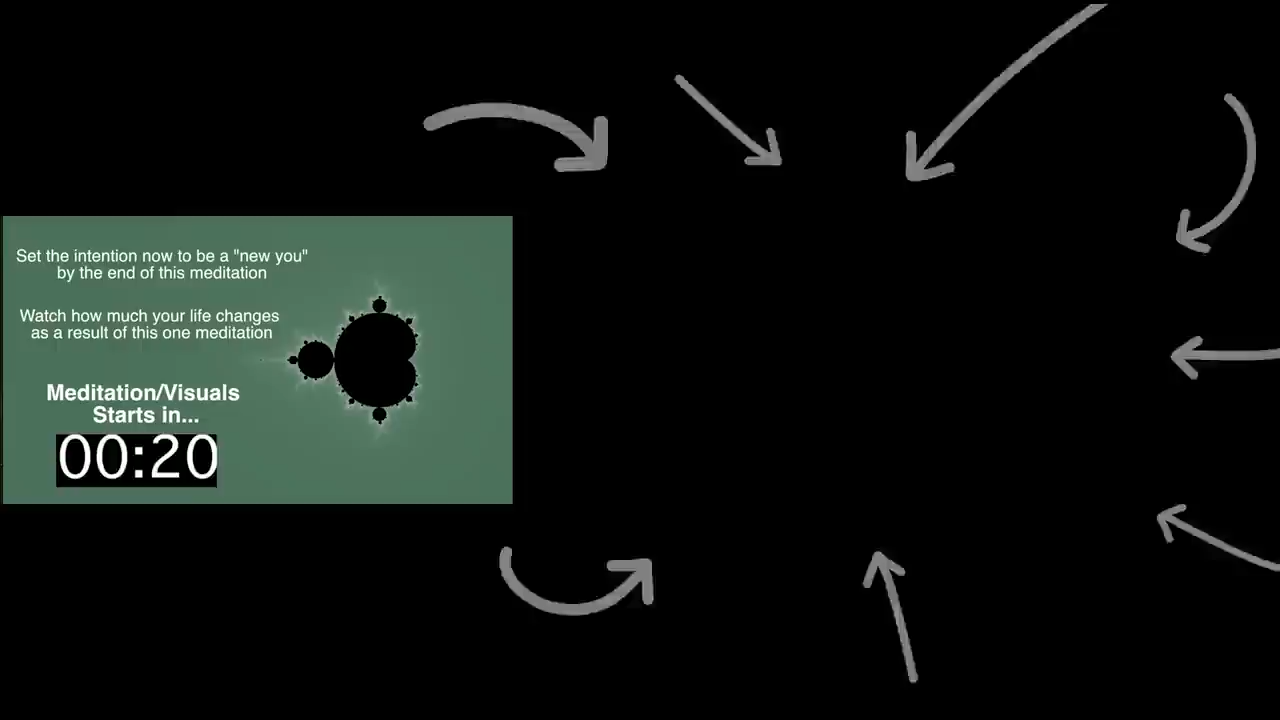 Set the intention now to be a "new you"
by the end of this meditation
Watch how much your life changes
as a result of this one meditation
Meditation/Visuals
Starts in...
00:20